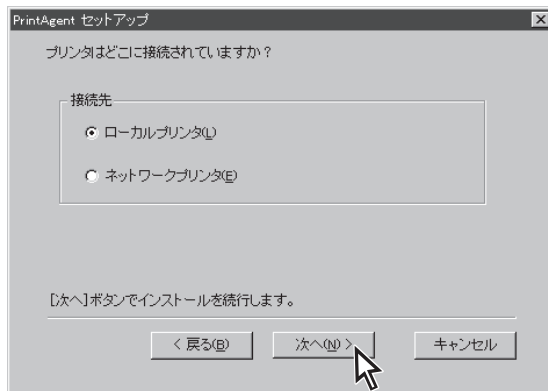 PrintAgent セットアップ
プリンタはどこに接続されていますか？
接続先
ローカルプリンタ(L)
ネットワークプリンタ(E)
[次へ]ボタンでインストールを続行します。
< 戻る(B) 次へ(N) > キャンセル